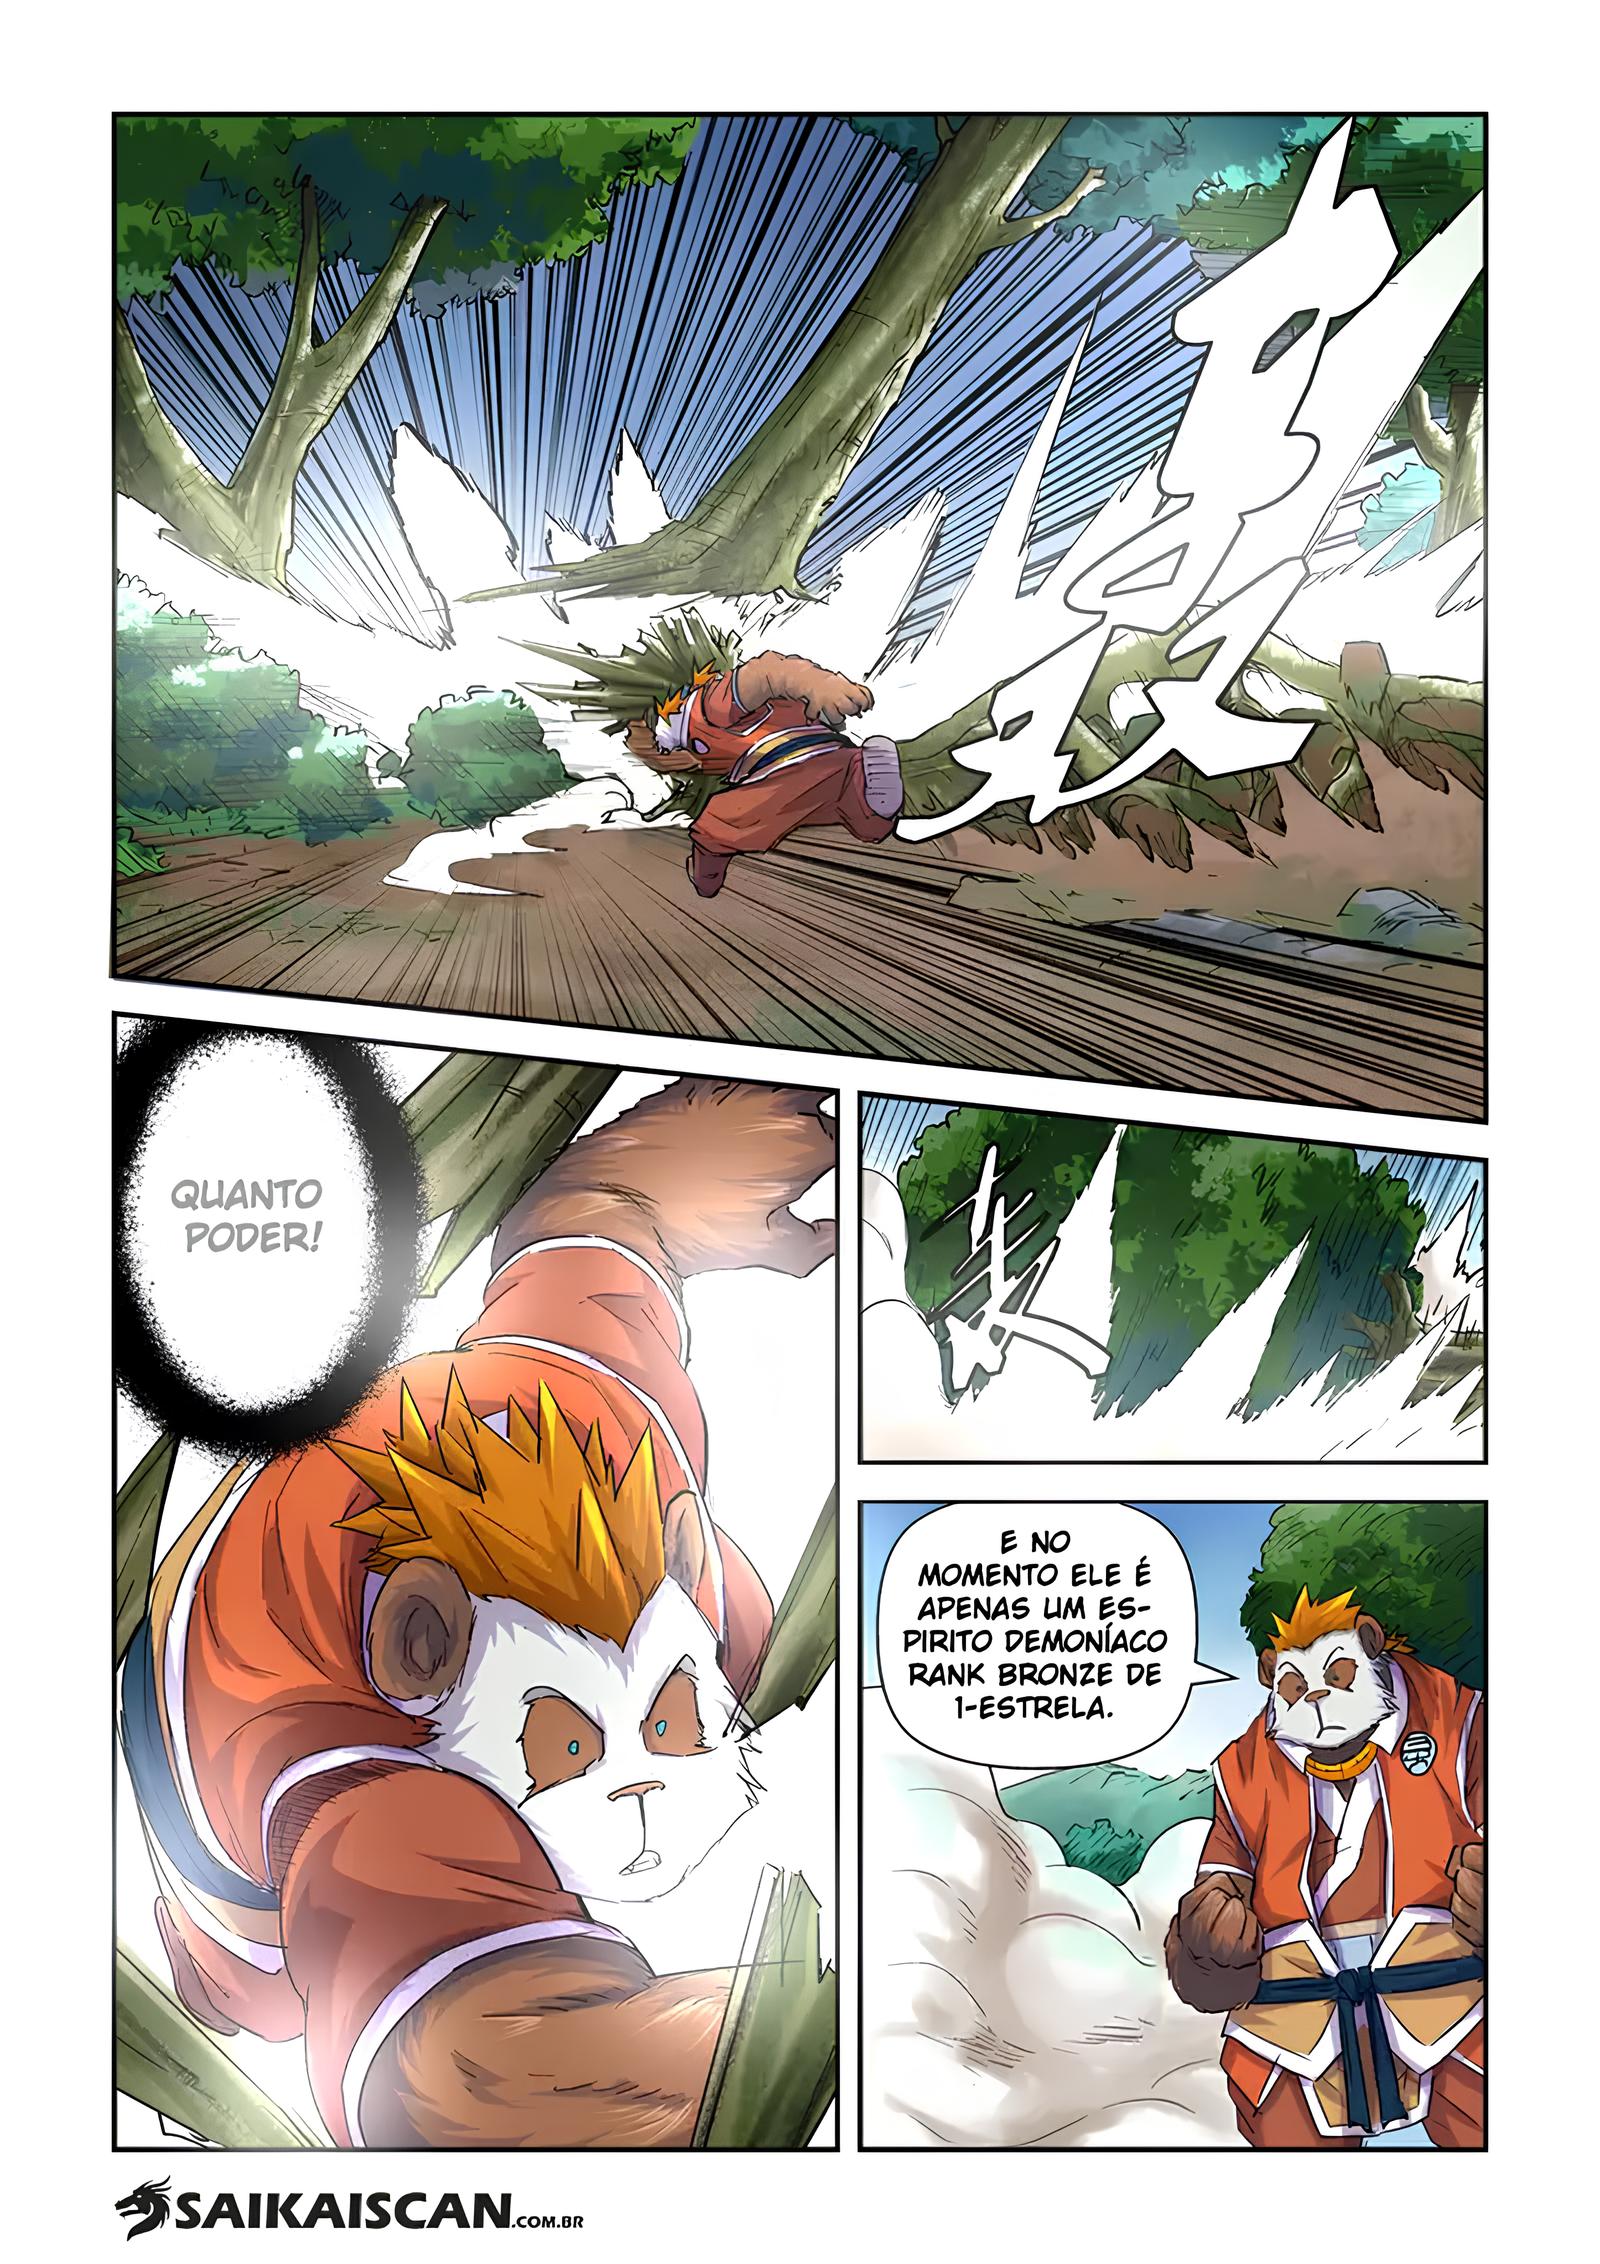 QUANTO
PODER!
E NO
MOMENTO ELE É
APENAS UM ES-
PIRITO DEMONÍACO
RANK BRONZE DE
1-ESTRELA.
SAIKAISCAN.COM.BR